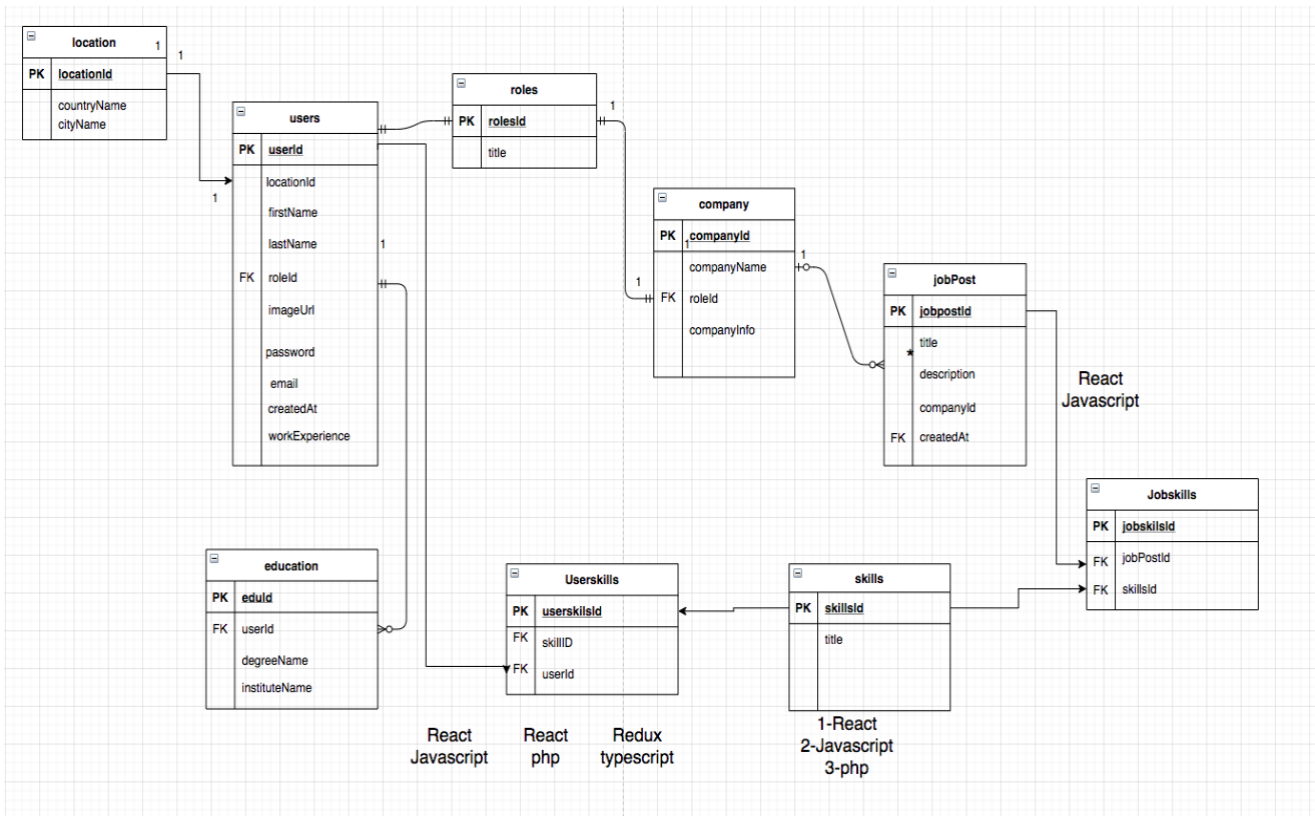 location
1
1
PK locationId
countryName
cityName
users
PK userId
locationId
1
firstName
lastName
1
FK roleId
imageUrl
password
email
createdAt
workExperience
roles
PK rolesId
1
title
company
PK companyId
1
companyName
1
1
FK roleId
companyInfo
jobPost
PK jobpostId
title
*
description
companyId
FK createdAt
React
Javascript
Jobskills
PK jobskilsId
FK jobPostId
FK skillsId
education
PK eduId
FK userId
degreeName
instituteName
Userskills
PK userskilsId
FK skillID
FK userId
skills
PK skillsId
title
React
Javascript
React
php
Redux
typescript
1-React
2-Javascript
3-php